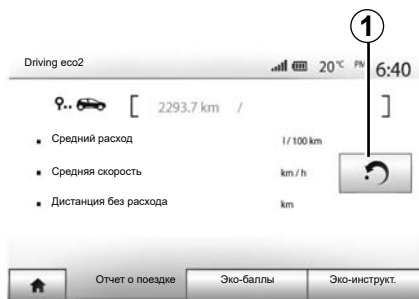 1
Driving eco2 20°C PM 6:40
[ 2293.7 km / ]
Средний расход l / 100 km
Средняя скорость km / h
Дистанция без расхода km
Отчет о поездке Эко-баллы Эко-инструкт.